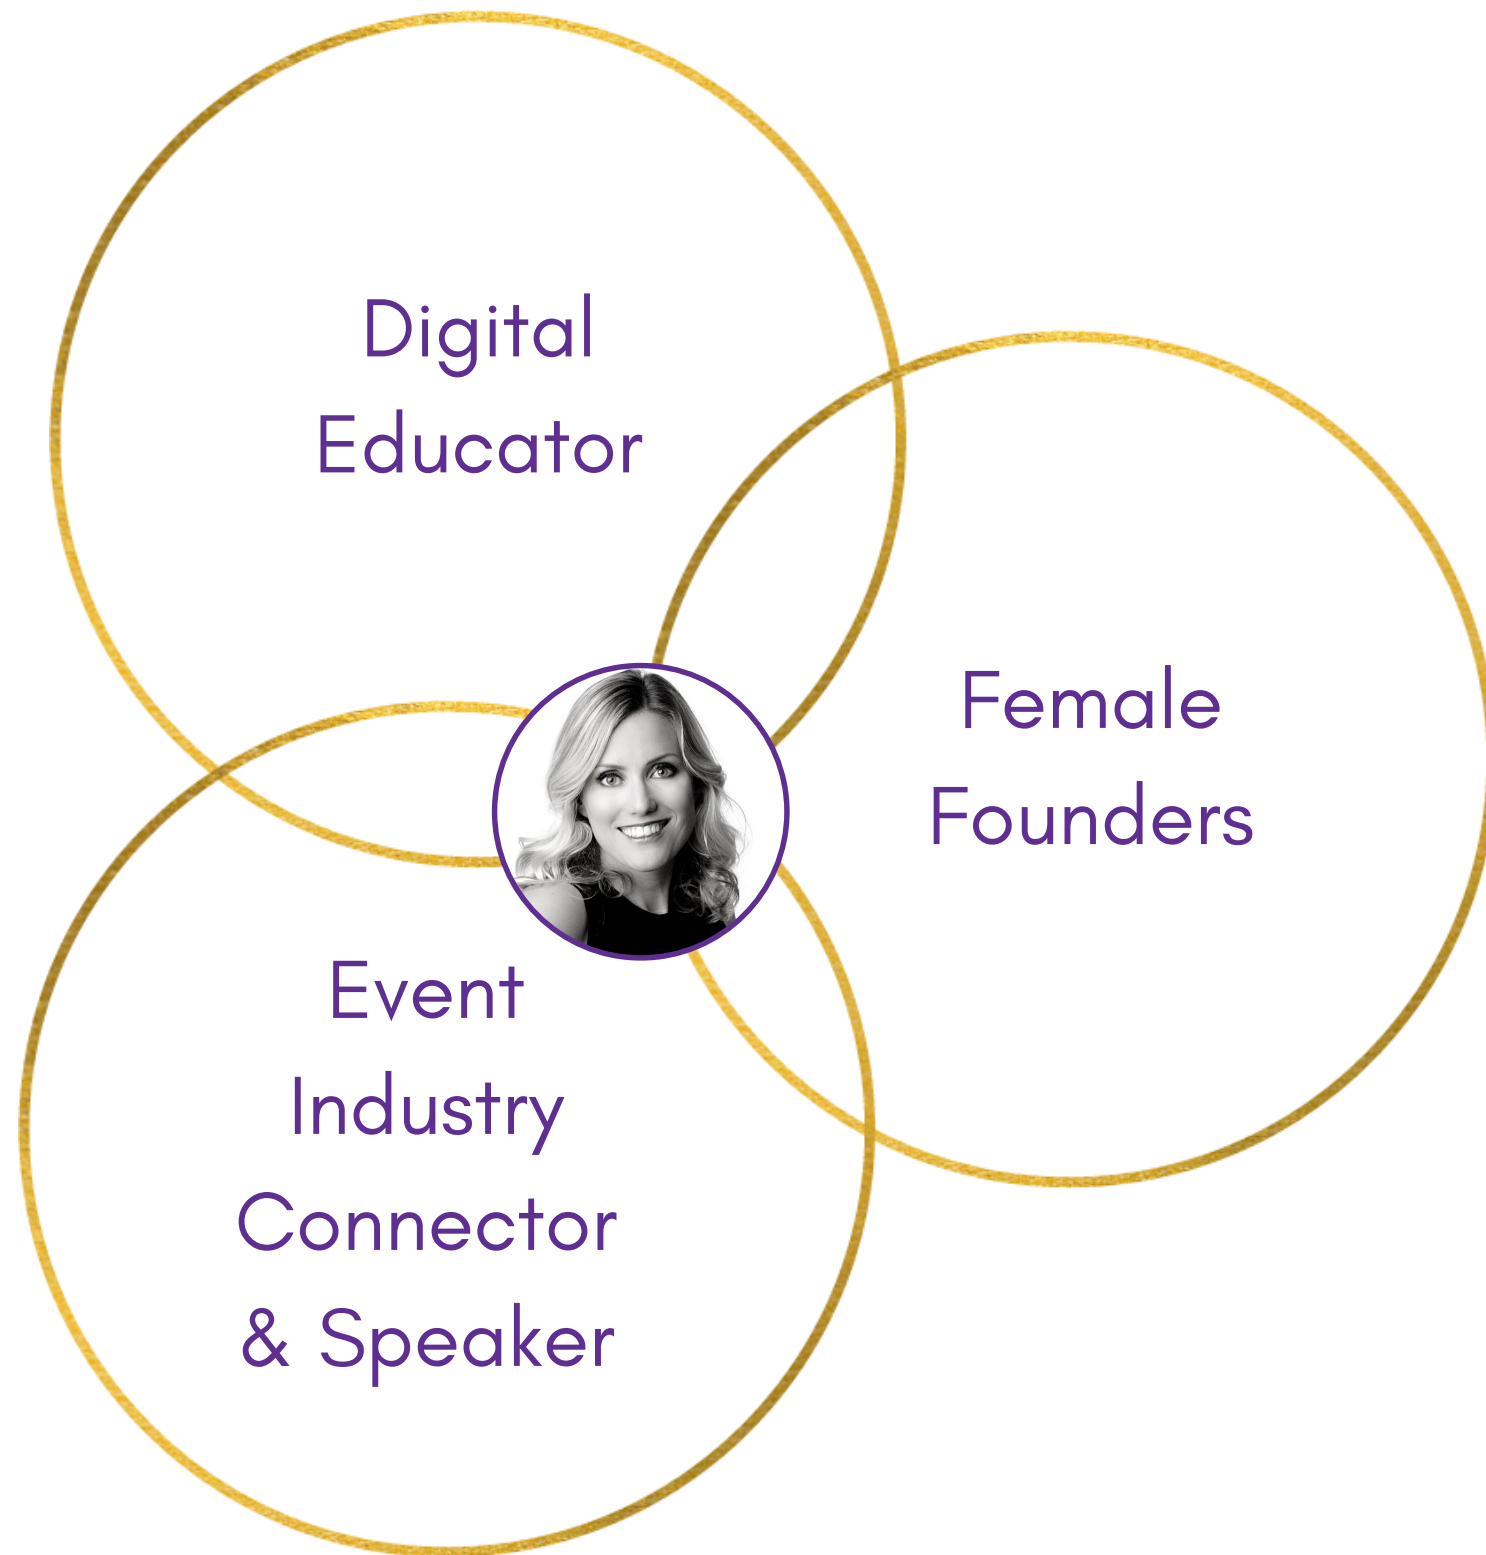 Digital
Educator
Female
Founders
Event
Industry
Connector
& Speaker